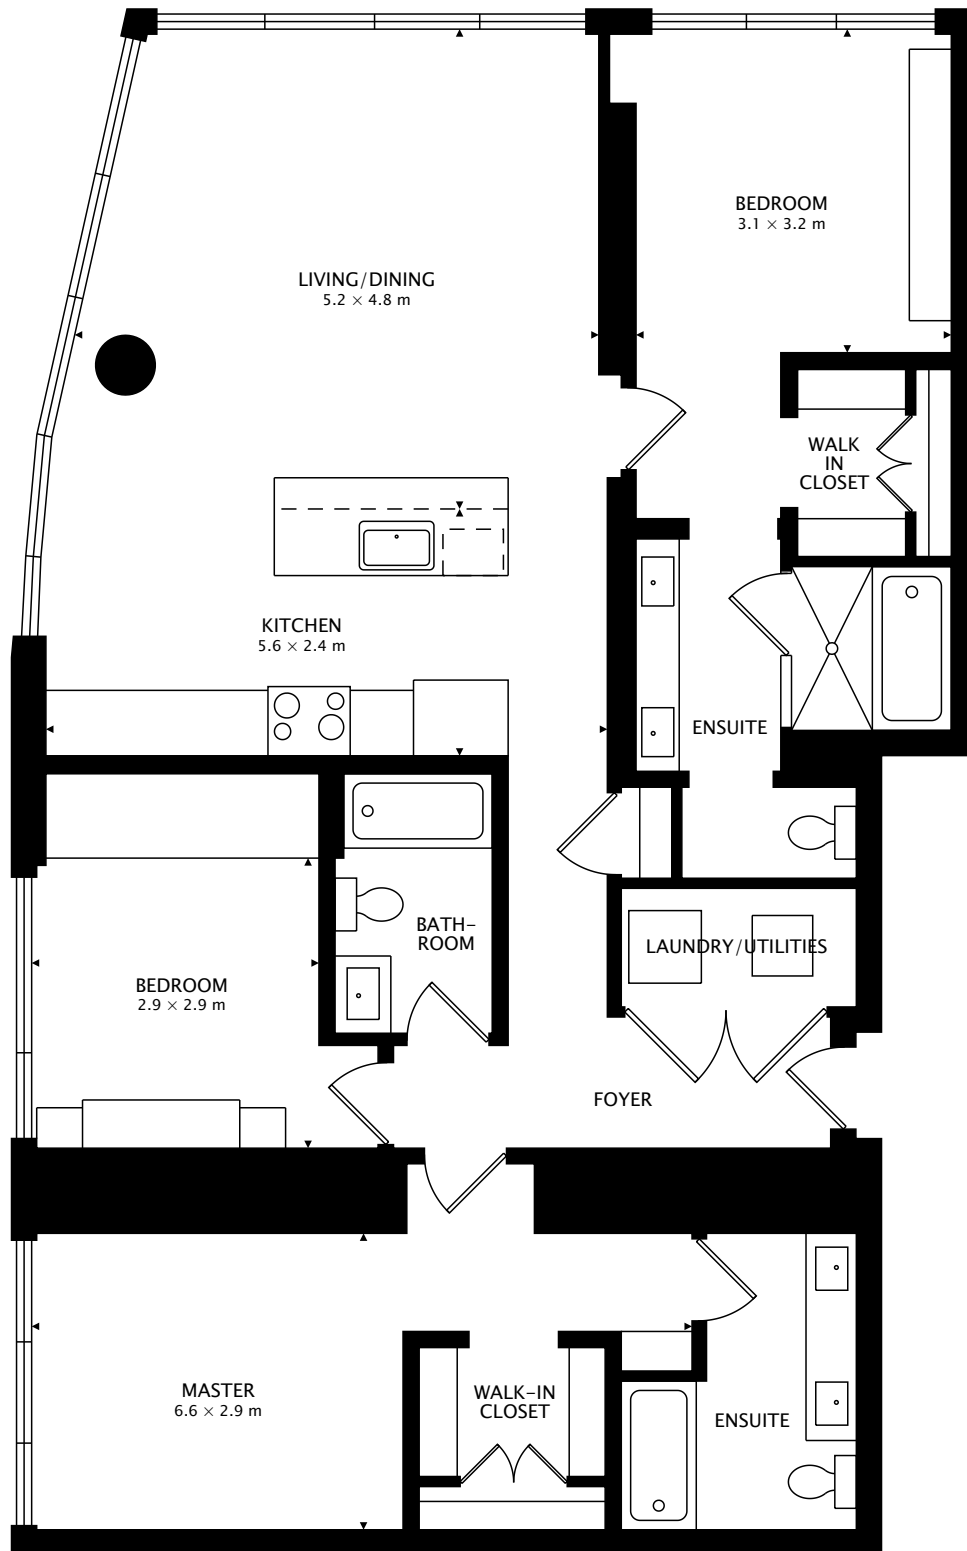 BEDROOM
3.1 × 3.2 m
LIVING/DINING
5.2 × 4.8 m
WALK
IN
CLOSET
KITCHEN
5.6 × 2.4 m
ENSUITE
BATH-
ROOM
LAUNDRY/UTILITIES
BEDROOM
2.9 × 2.9 m
FOYER
MASTER
6.6 × 2.9 m
WALK-IN
CLOSET
ENSUITE